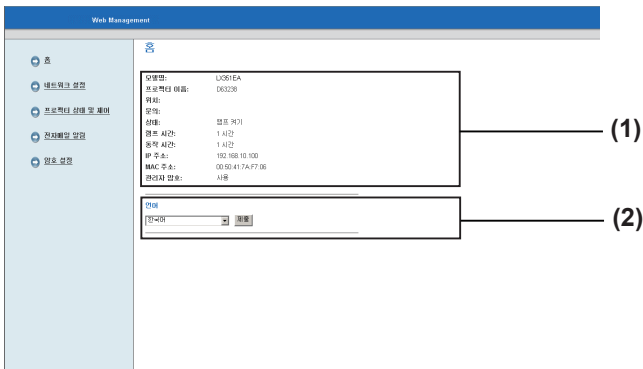 Web Management
홈
홈
네트워크 설정
프로젝터 상태 및 제어
전자메일 알림
암호 설정
모델명: LX351EA
프로젝터 이름: D63238
위치:
문의:
상태: 램프 켜기
램프 시간: 1 시간
동작 시간: 1 시간
IP 주소: 192.168.10.100
MAC 주소: 00:50:41:7A:F7:06
관리자 암호: 사용
(1)
언어
한국어 제출
(2)